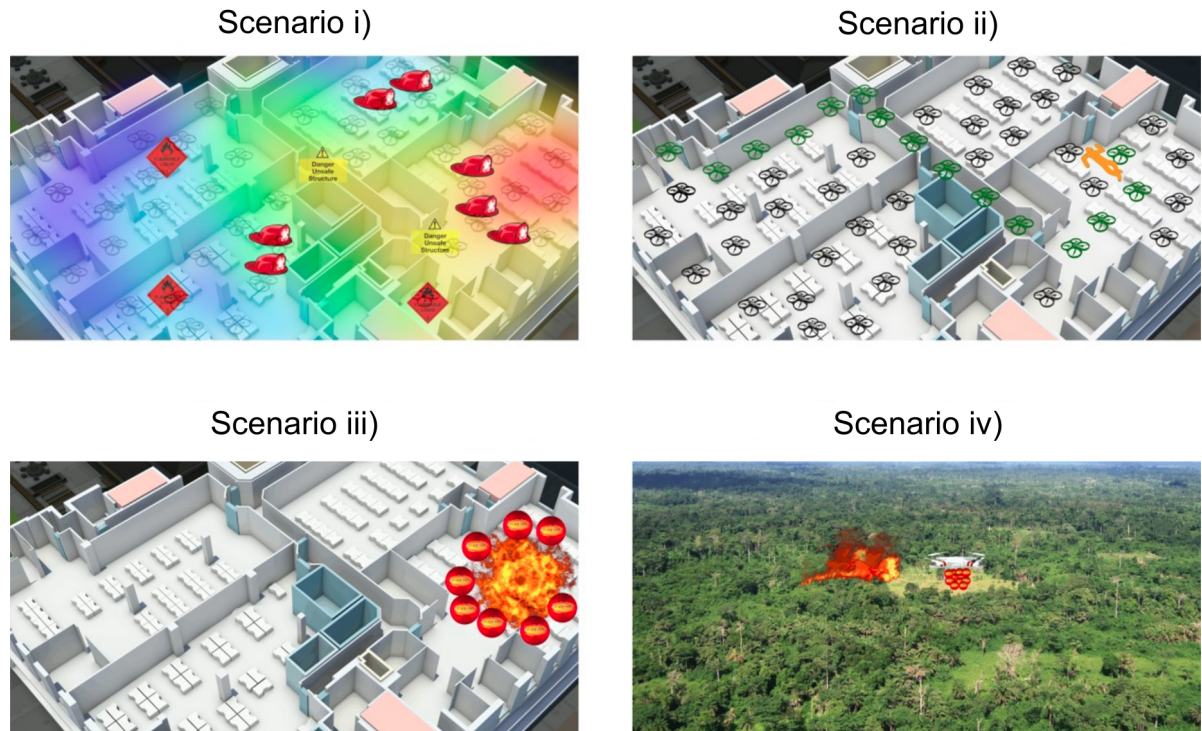 Scenario i)
Scenario ii)
Danger
Unsafe
Structure
Danger
Unsafe
Structure
Scenario iii)
Scenario iv)